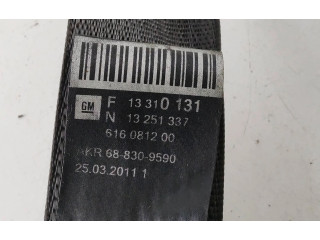 GM F 13 310 131
N 13 251 337
616 0812 00
KR 68-830-9590
25.03.2011 1